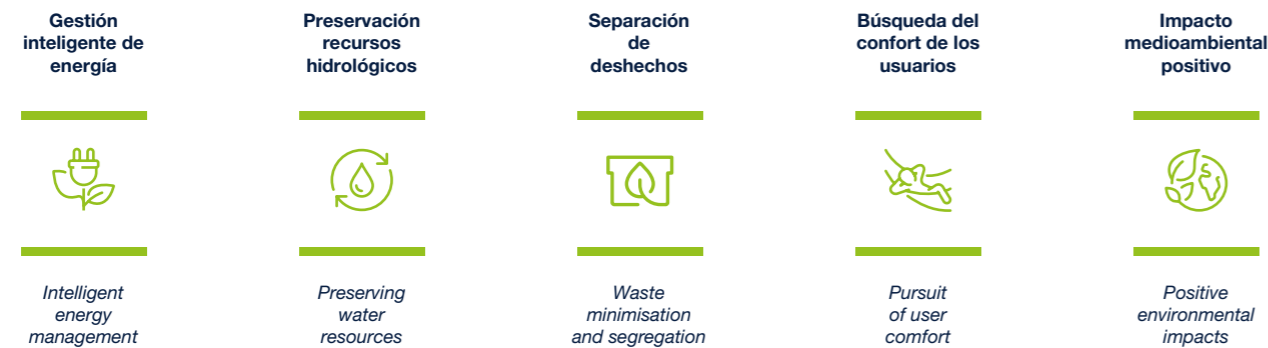 Gestión
inteligente de
energía
Preservación
recursos
hidrológicos
Separación
de
deshechos
Búsqueda del
confort de los
usuarios
Impacto
medioambiental
positivo
Intelligent
energy
management
Preserving
water
resources
Waste
minimisation
and segregation
Pursuit
of user
comfort
Positive
environmental
impacts